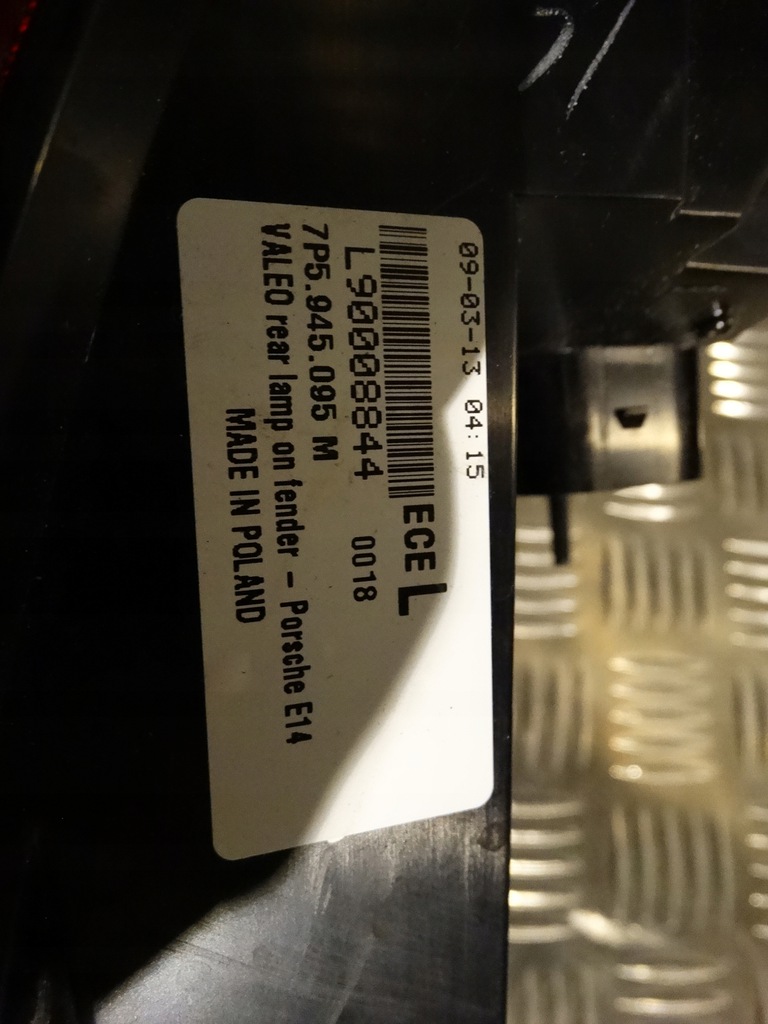 09-03-13 04:15
ECE L
L90008844 0018
7P5.945.095 M
VALEO rear lamp on fender - Porsche E14
MADE IN POLAND